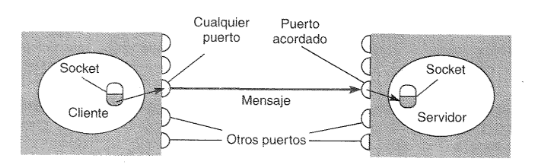 Cualquier
puerto
Puerto
acordado
Socket
Socket
Cliente
Mensaje
Servidor
Otros puertos